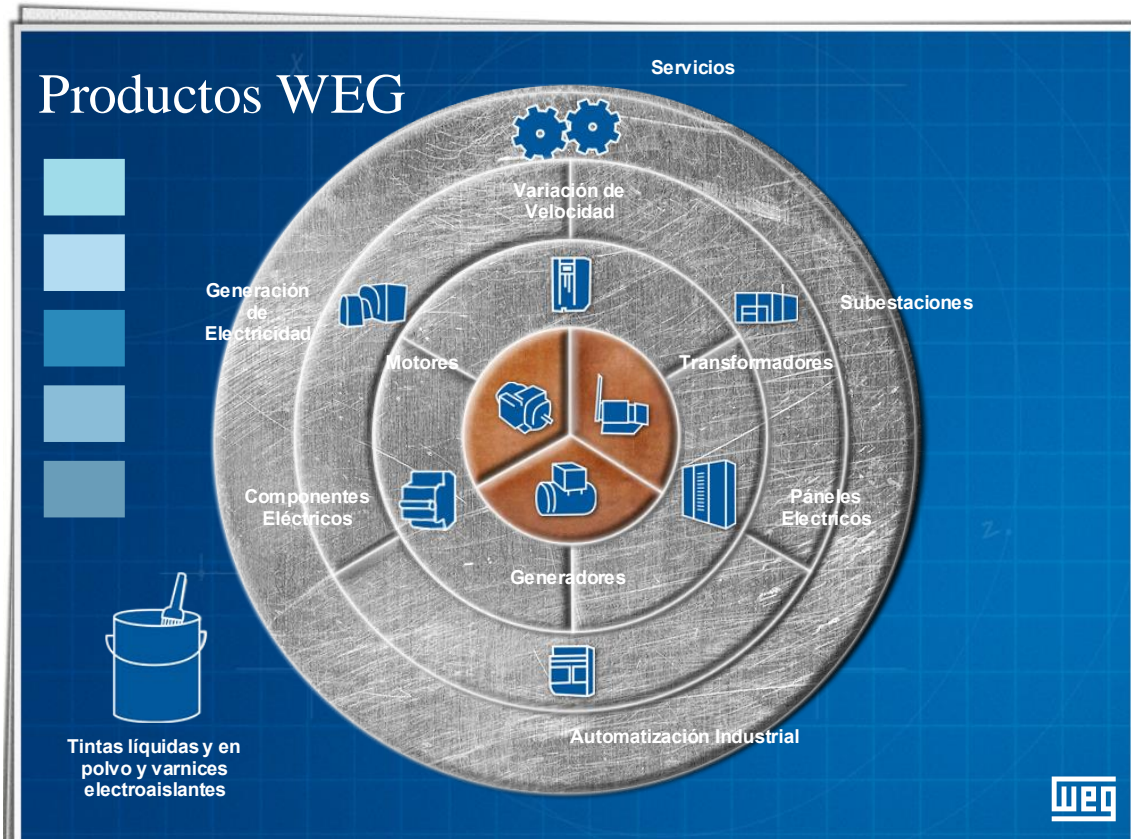 Servicios
Productos WEG
Variación de
Velocidad
Generación
de
Electricidad
Subestaciones
Motores
Transformadores
Componentes
Eléctricos
Páneles
Electricos
Generadores
Automatización Industrial
Tintas líquidas y en
polvo y varnices
electroaislantes
weg